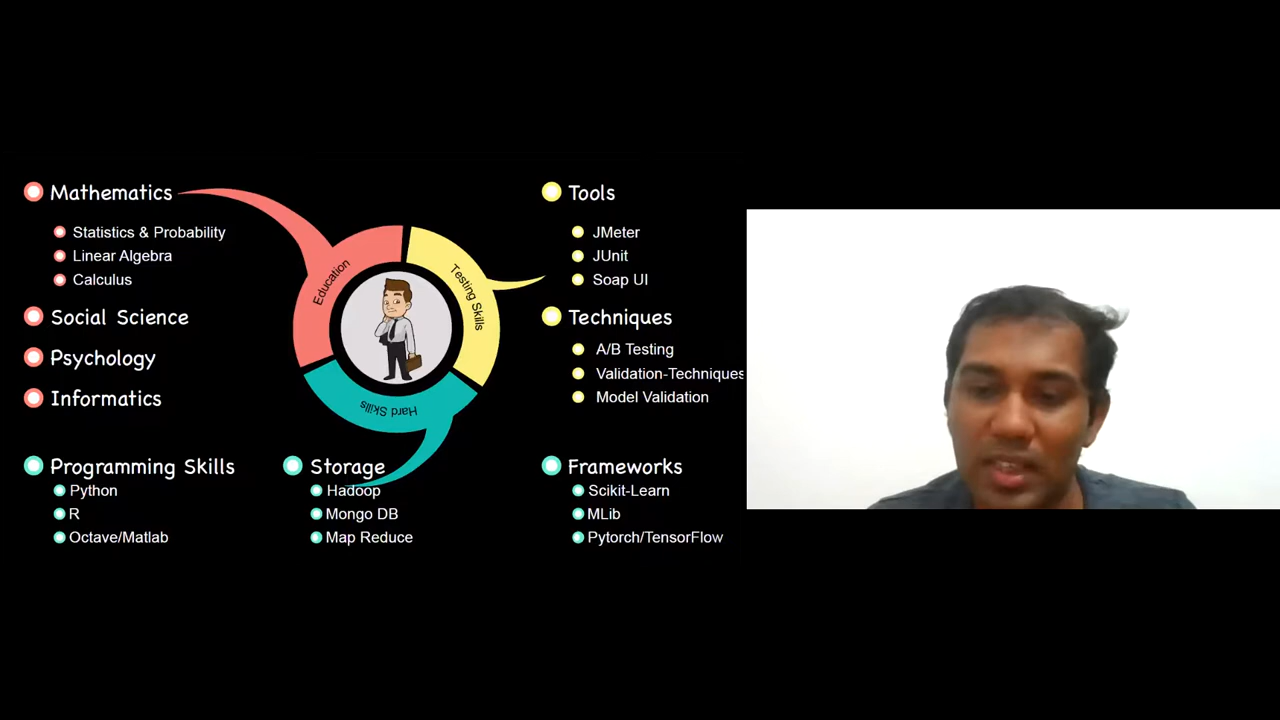 Mathematics
Statistics & Probability
Linear Algebra
Calculus
Social Science
Psychology
Informatics
Education
Testing Skills
Hard Skills
Tools
JMeter
JUnit
Soap UI
Techniques
A/B Testing
Validation-Techniques
Model Validation
Programming Skills
Python
R
Octave/Matlab
Storage
Hadoop
Mongo DB
Map Reduce
Frameworks
Scikit-Learn
MLib
Pytorch/TensorFlow